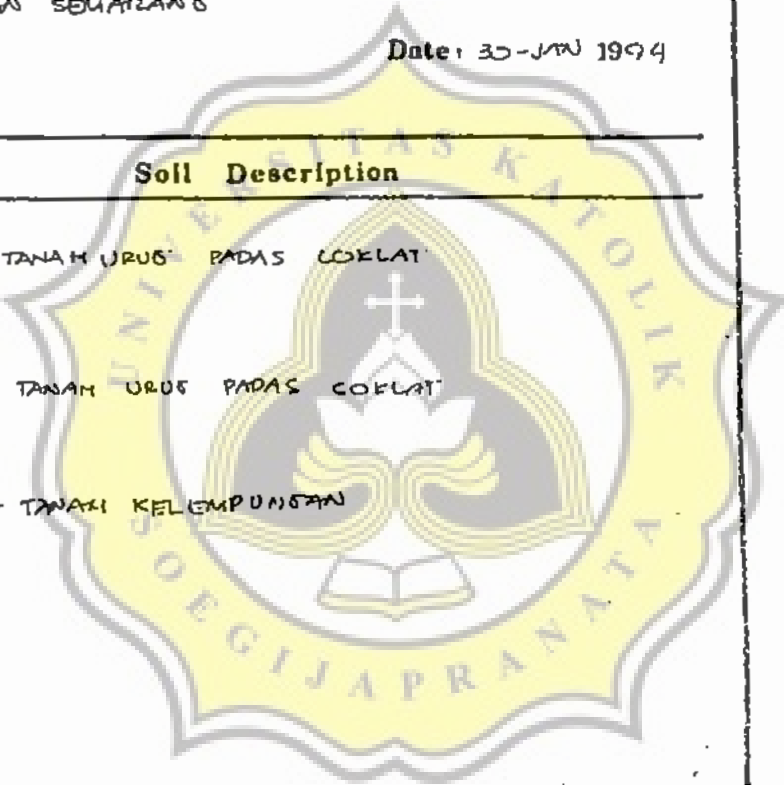 SEMARANG
Date: 30-JAN 1994
Soil Description
TANAH URUG PADAS COKLAT
TANAH URUG PADAS COKLAT
TANAH KELEMPUNGAN
UNIVERSITAS KATOLIK
SOEGIJAPRANATA